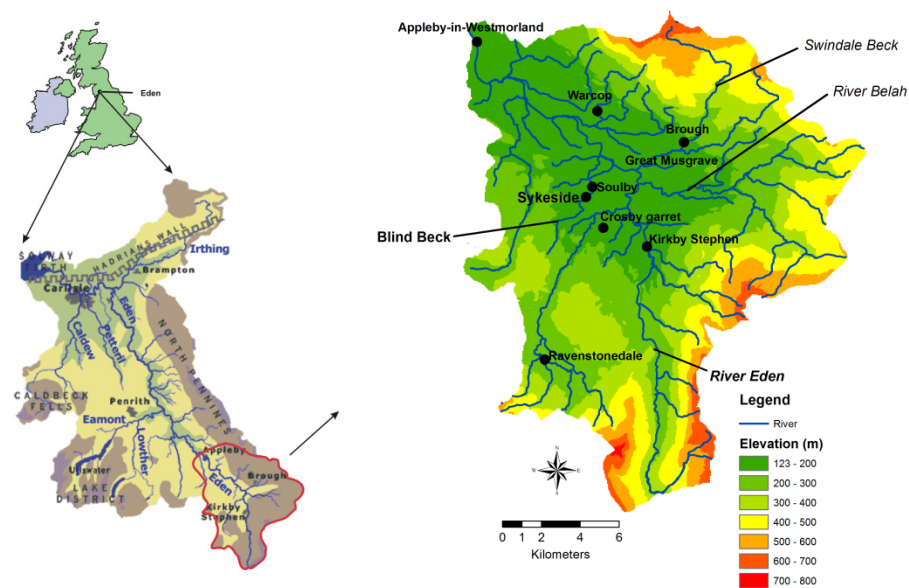 Eden
SOLWAY
FIRTH
HADRIANS WALL
Irthing
Brampton
Carlisle
Eden
Petteril
Caldew
NORTH PENNINES
CALDBECK
FELLS
Penrith
Eamont
Lowther
Ullswater
LAKE
DISTRICT
Appleby
Eden
Brough
Kirkby
Stephen
Appleby-in-Westmorland
Swindale Beck
Warcop
River Belah
Brough
Great Musgrave
Soulby
Sykeside
Crosby garret
Blind Beck
Kirkby Stephen
Ravenstonedale
River Eden
Legend
River
Elevation (m)
123 - 200
200 - 300
300 - 400
400 - 500
500 - 600
600 - 700
700 - 800
N
W
E
S
0 1 2 4 6
Kilometers